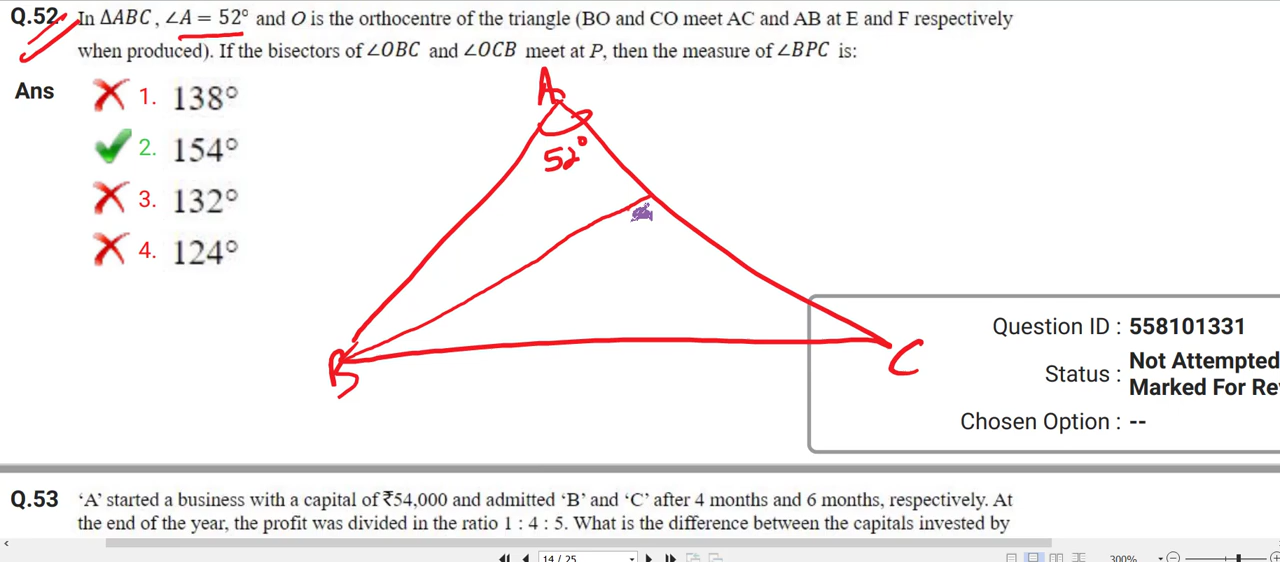 Q.52 In ΔABC, ∠A = 52° and O is the orthocentre of the triangle (BO and CO meet AC and AB at E and F respectively
when produced). If the bisectors of ∠OBC and ∠OCB meet at P, then the measure of ∠BPC is:
Ans
1. 138°
2. 154°
3. 132°
4. 124°
A
52°
B
C
Question ID : 558101331
Status : Not Attempted
Marked For Re
Chosen Option : --
Q.53 ‘A’ started a business with a capital of ₹54,000 and admitted ‘B’ and ‘C’ after 4 months and 6 months, respectively. At
the end of the year, the profit was divided in the ratio 1 : 4 : 5. What is the difference between the capitals invested by
14 / 25
300%